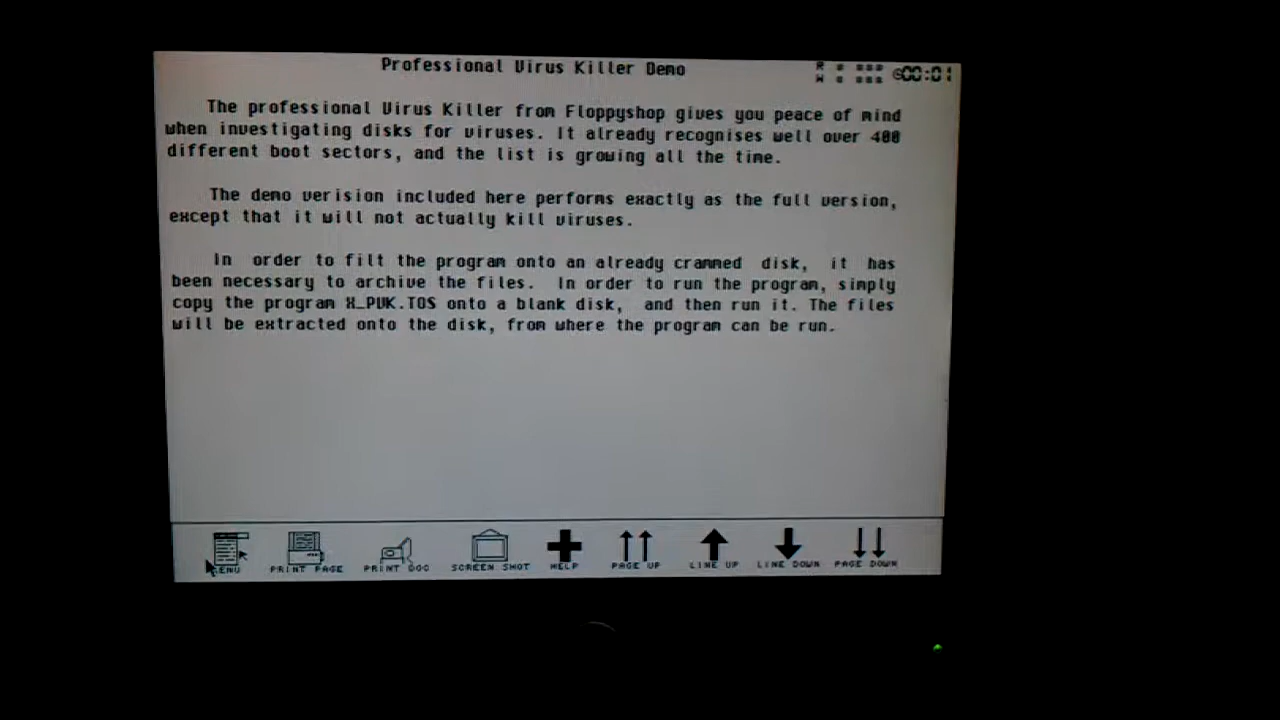 Professional Virus Killer Demo
R
W
00:01
The professional Virus Killer from Floppyshop gives you peace of mind
when investigating disks for viruses. It already recognises well over 400
different boot sectors, and the list is growing all the time.
The demo verision included here performs exactly as the full version,
except that it will not actually kill viruses.
In order to filt the program onto an already crammed disk, it has
been necessary to archive the files. In order to run the program, simply
copy the program X_PVK.TOS onto a blank disk, and then run it. The files
will be extracted onto the disk, from where the program can be run.
MENU PRINT PAGE PRINT DOC SCREEN SHOT HELP PAGE UP LINE UP LINE DOWN PAGE DOWN